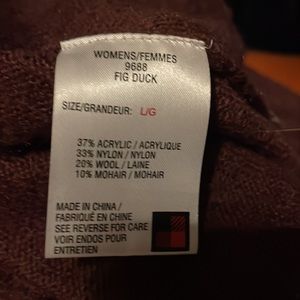 WOMENS/FEMMES
9688
FIG DUCK
SIZE/GRANDEUR: L/G
37% ACRYLIC / ACRYLIQUE
33% NYLON / NYLON
20% WOOL / LAINE
10% MOHAIR / MOHAIR
MADE IN CHINA /
FABRIQUÉ EN CHINE
SEE REVERSE FOR CARE
VOIR ENDOS POUR
ENTRETIEN